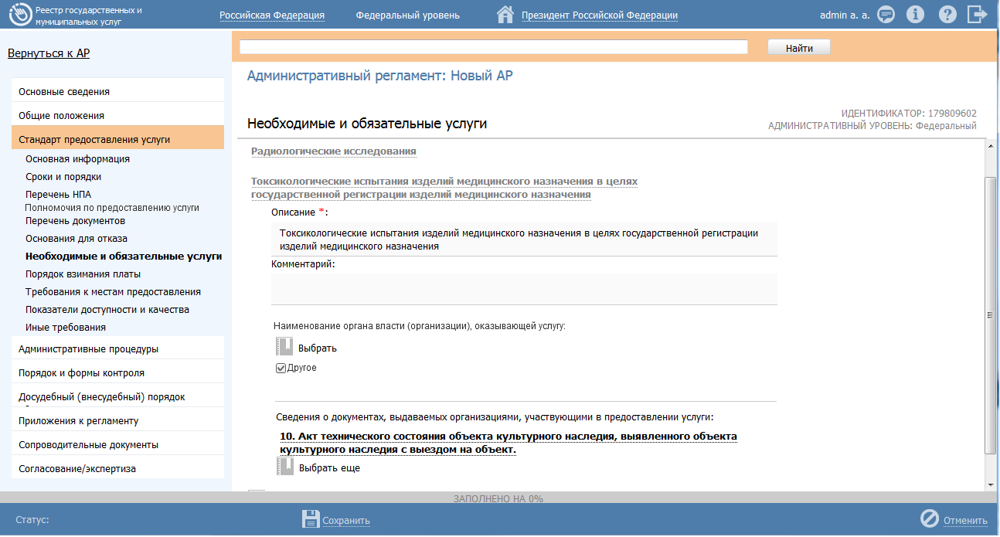 Реестр государственных и
муниципальных услуг
Российская Федерация
Федеральный уровень
Президент Российской Федерации
admin a. a.
Вернуться к АР
Найти
Административный регламент: Новый АР
Необходимые и обязательные услуги
ИДЕНТИФИКАТОР: 179809602
АДМИНИСТРАТИВНЫЙ УРОВЕНЬ: Федеральный
Основные сведения
Общие положения
Стандарт предоставления услуги
Основная информация
Сроки и порядки
Перечень НПА
Полномочия по предоставлению услуги
Перечень документов
Основания для отказа
Необходимые и обязательные услуги
Порядок взимания платы
Требования к местам предоставления
Показатели доступности и качества
Иные требования
Административные процедуры
Порядок и формы контроля
Досудебный (внесудебный) порядок
Приложения к регламенту
Сопроводительные документы
Согласование/экспертиза
Радиологические исследования
Токсикологические испытания изделий медицинского назначения в целях
государственной регистрации изделий медицинского назначения
Описание *:
Токсикологические испытания изделий медицинского назначения в целях государственной регистрации
изделий медицинского назначения
Комментарий:
Наименование органа власти (организации), оказывающей услугу:
Выбрать
Другое
Сведения о документах, выдаваемых организациями, участвующими в предоставлении услуги:
10. Акт технического состояния объекта культурного наследия, выявленного объекта
культурного наследия с выездом на объект.
Выбрать еще
ЗАПОЛНЕНО НА 0%
Статус:
Сохранить
Отменить